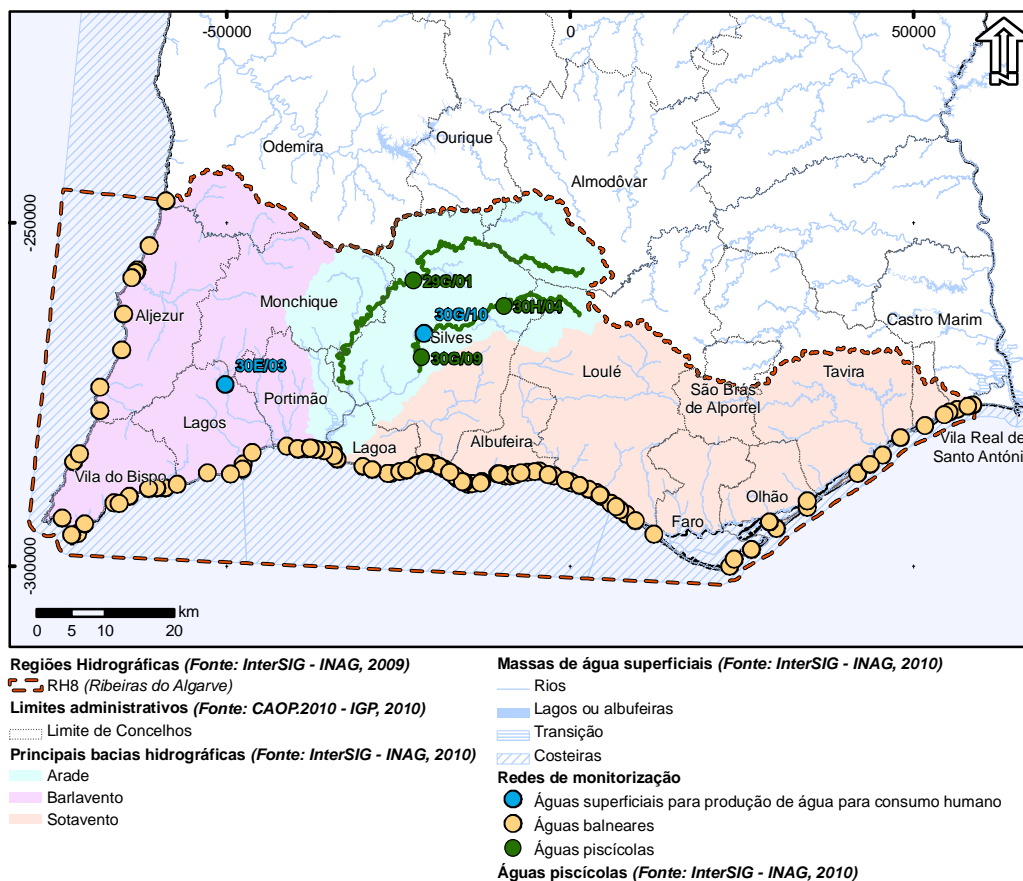 -50000 0 50000
N
Ourique
Odemira
Almodôvar
-250000
29G/01
Monchique
30H/04
30G/10
Castro Marim
Aljezur
Silves
30G/09
30E/03
Loulé
Tavira
São Brás
de Alportel
Portimão
Lagos
Lagoa
Albufeira
Vila Real de
Santo Antóni
Vila do Bispo
Olhão
Faro
-300000
km
0 5 10 20
Regiões Hidrográficas (Fonte: InterSIG - INAG, 2009)
RH8 (Ribeiras do Algarve)
Limites administrativos (Fonte: CAOP.2010 - IGP, 2010)
Limite de Concelhos
Principais bacias hidrográficas (Fonte: InterSIG - INAG, 2010)
Arade
Barlavento
Sotavento
Massas de água superficiais (Fonte: InterSIG - INAG, 2010)
Rios
Lagos ou albufeiras
Transição
Costeiras
Redes de monitorização
Águas superficiais para produção de água para consumo humano
Águas balneares
Águas piscícolas
Águas piscícolas (Fonte: InterSIG - INAG, 2010)